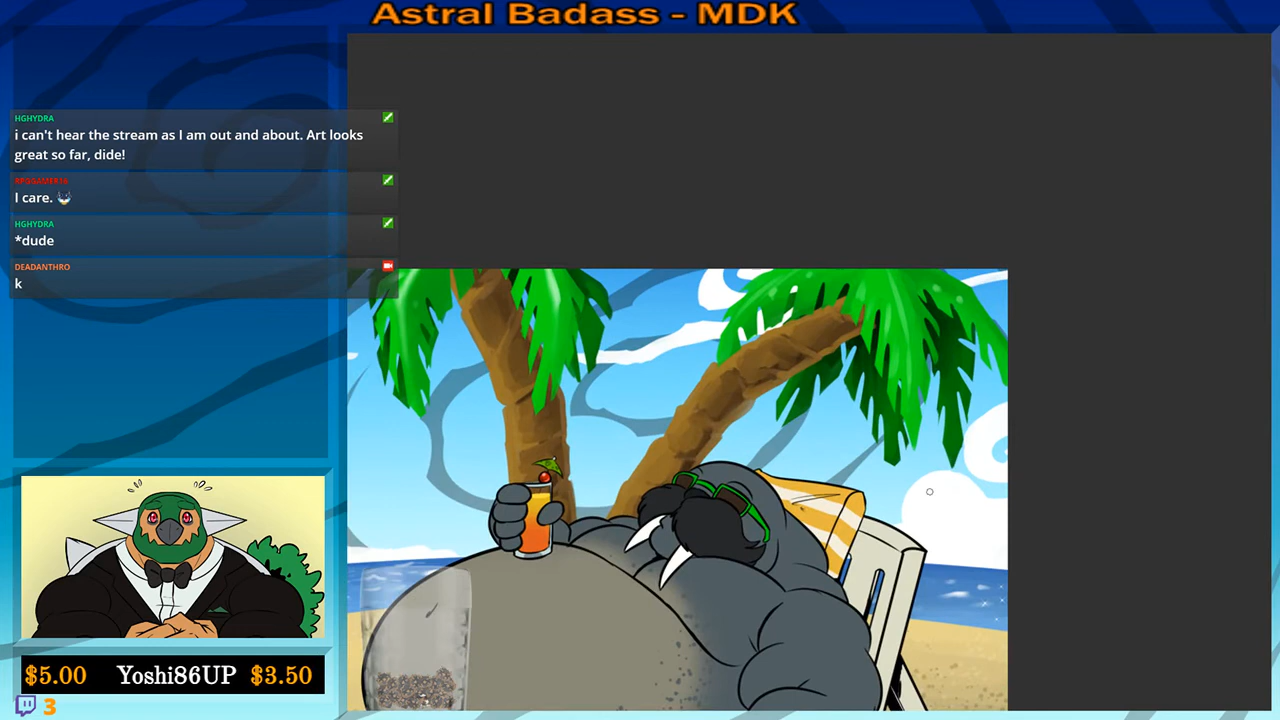 Astral Badass - MDK
HGHYDRA
i can't hear the stream as I am out and about. Art looks
great so far, dide!
RPGGAMER16
I care.
HGHYDRA
*dude
DEADANTHRO
k
$5.00 Yoshi86UP $3.50
3